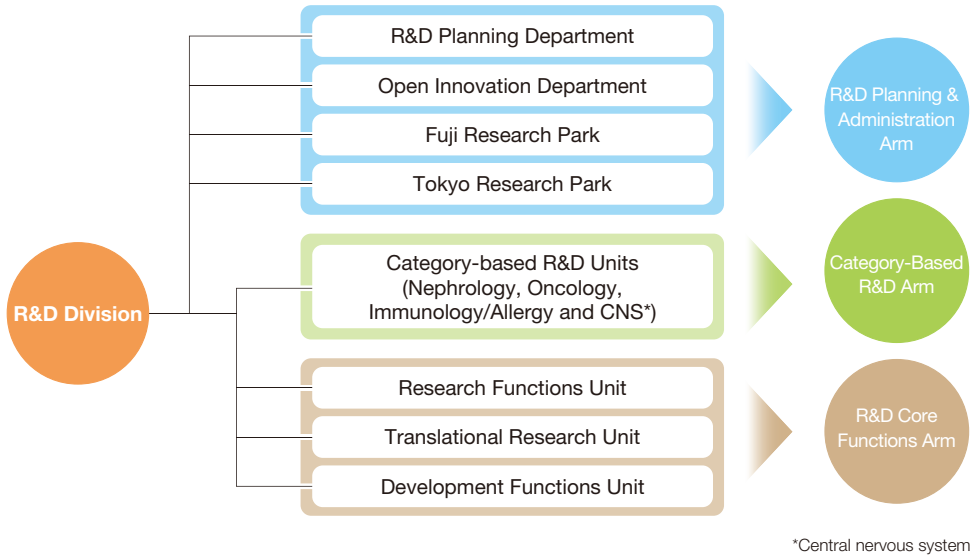 R&D Division
R&D Planning Department
Open Innovation Department
Fuji Research Park
Tokyo Research Park
R&D Planning &
Administration
Arm
Category-based R&D Units
(Nephrology, Oncology,
Immunology/Allergy and CNS*)
Category-Based
R&D Arm
Research Functions Unit
Translational Research Unit
Development Functions Unit
R&D Core
Functions Arm
*Central nervous system